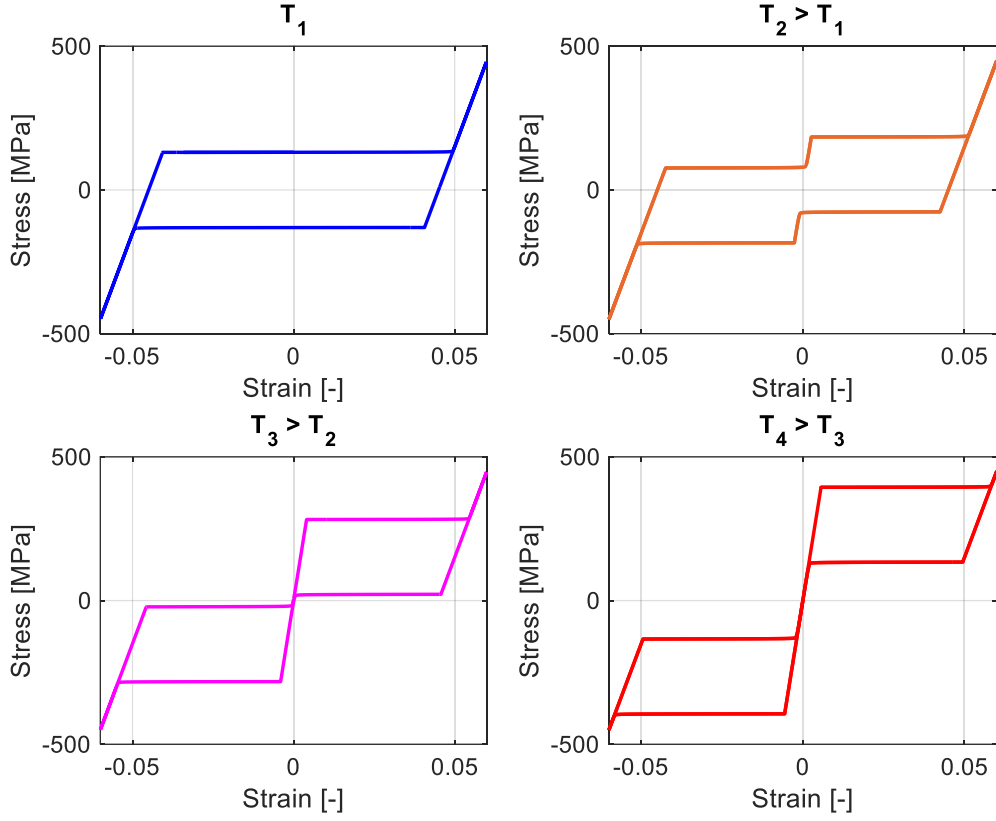 T1
500
0
-500
Stress [MPa]
-0.05 0 0.05
Strain [-]
T2 > T1
500
0
-500
Stress [MPa]
-0.05 0 0.05
Strain [-]
T3 > T2
500
0
-500
Stress [MPa]
-0.05 0 0.05
Strain [-]
T4 > T3
500
0
-500
Stress [MPa]
-0.05 0 0.05
Strain [-]